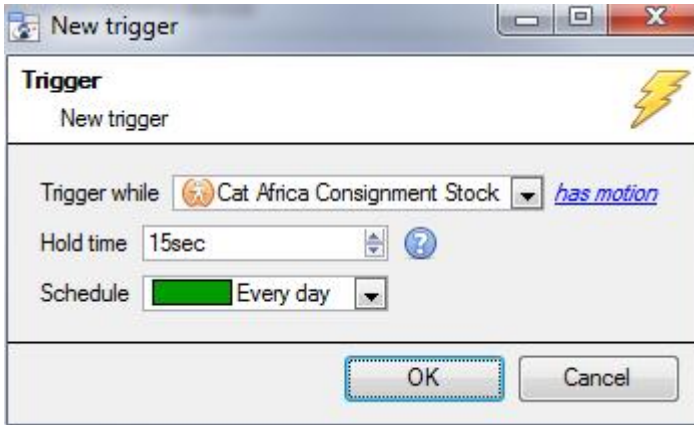 New trigger
Trigger
New trigger
Trigger while Cat Africa Consignment Stock has motion
Hold time 15sec
Schedule Every day
OK Cancel